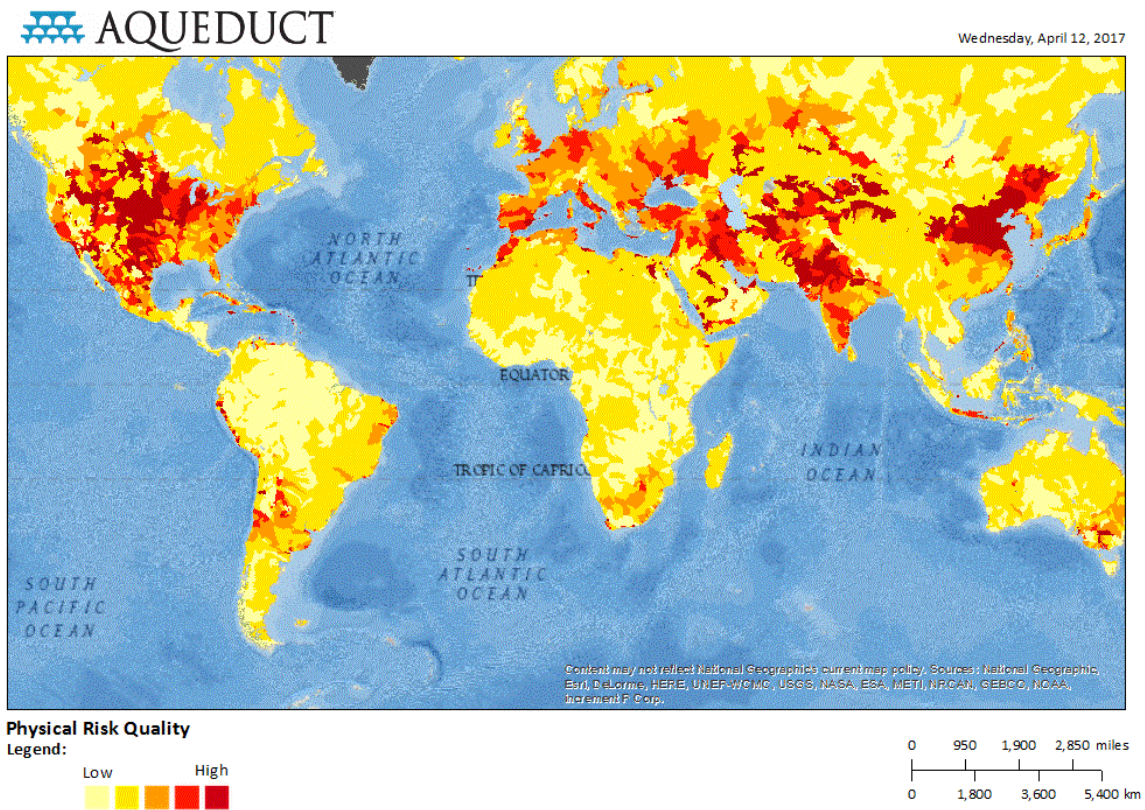 AQUEDUCT
Wednesday, April 12, 2017
NORTH
ATLANTIC
OCEAN
EQUATOR
TROPIC OF CAPRICO
INDIAN
OCEAN
SOUTH
ATLANTIC
OCEAN
SOUTH
PACIFIC
OCEAN
Content may not reflect National Geographic's current map policy. Sources: National Geographic,
Esri, DeLorme, HERE, UNEP-WCMC, USGS, NASA, ESA, METI, NRCAN, GEBCO, NOAA,
increment P Corp.
Physical Risk Quality
Legend:
Low High
0 950 1,900 2,850 miles
0 1,800 3,600 5,400 km